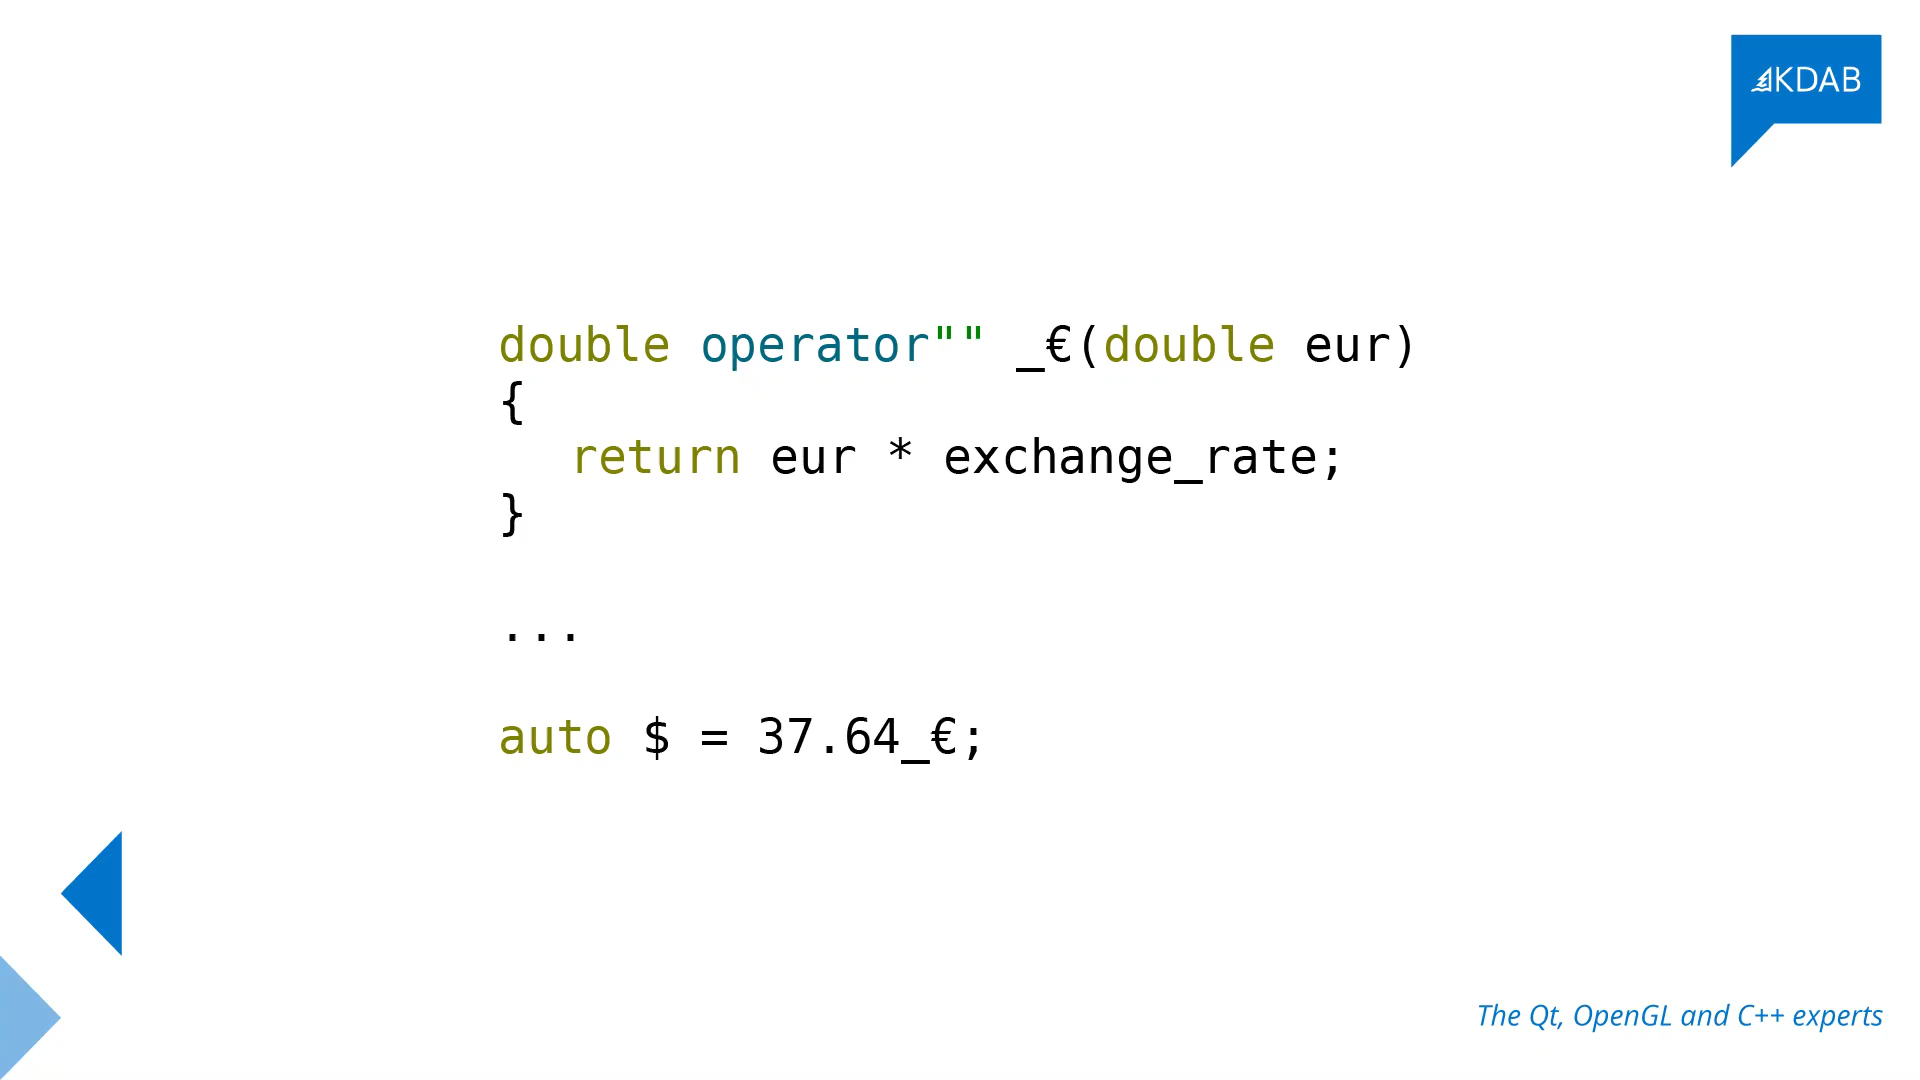 KDAB
double operator"" _€(double eur)
{
return eur * exchange_rate;
}
...
auto $ = 37.64_€;
The Qt, OpenGL and C++ experts